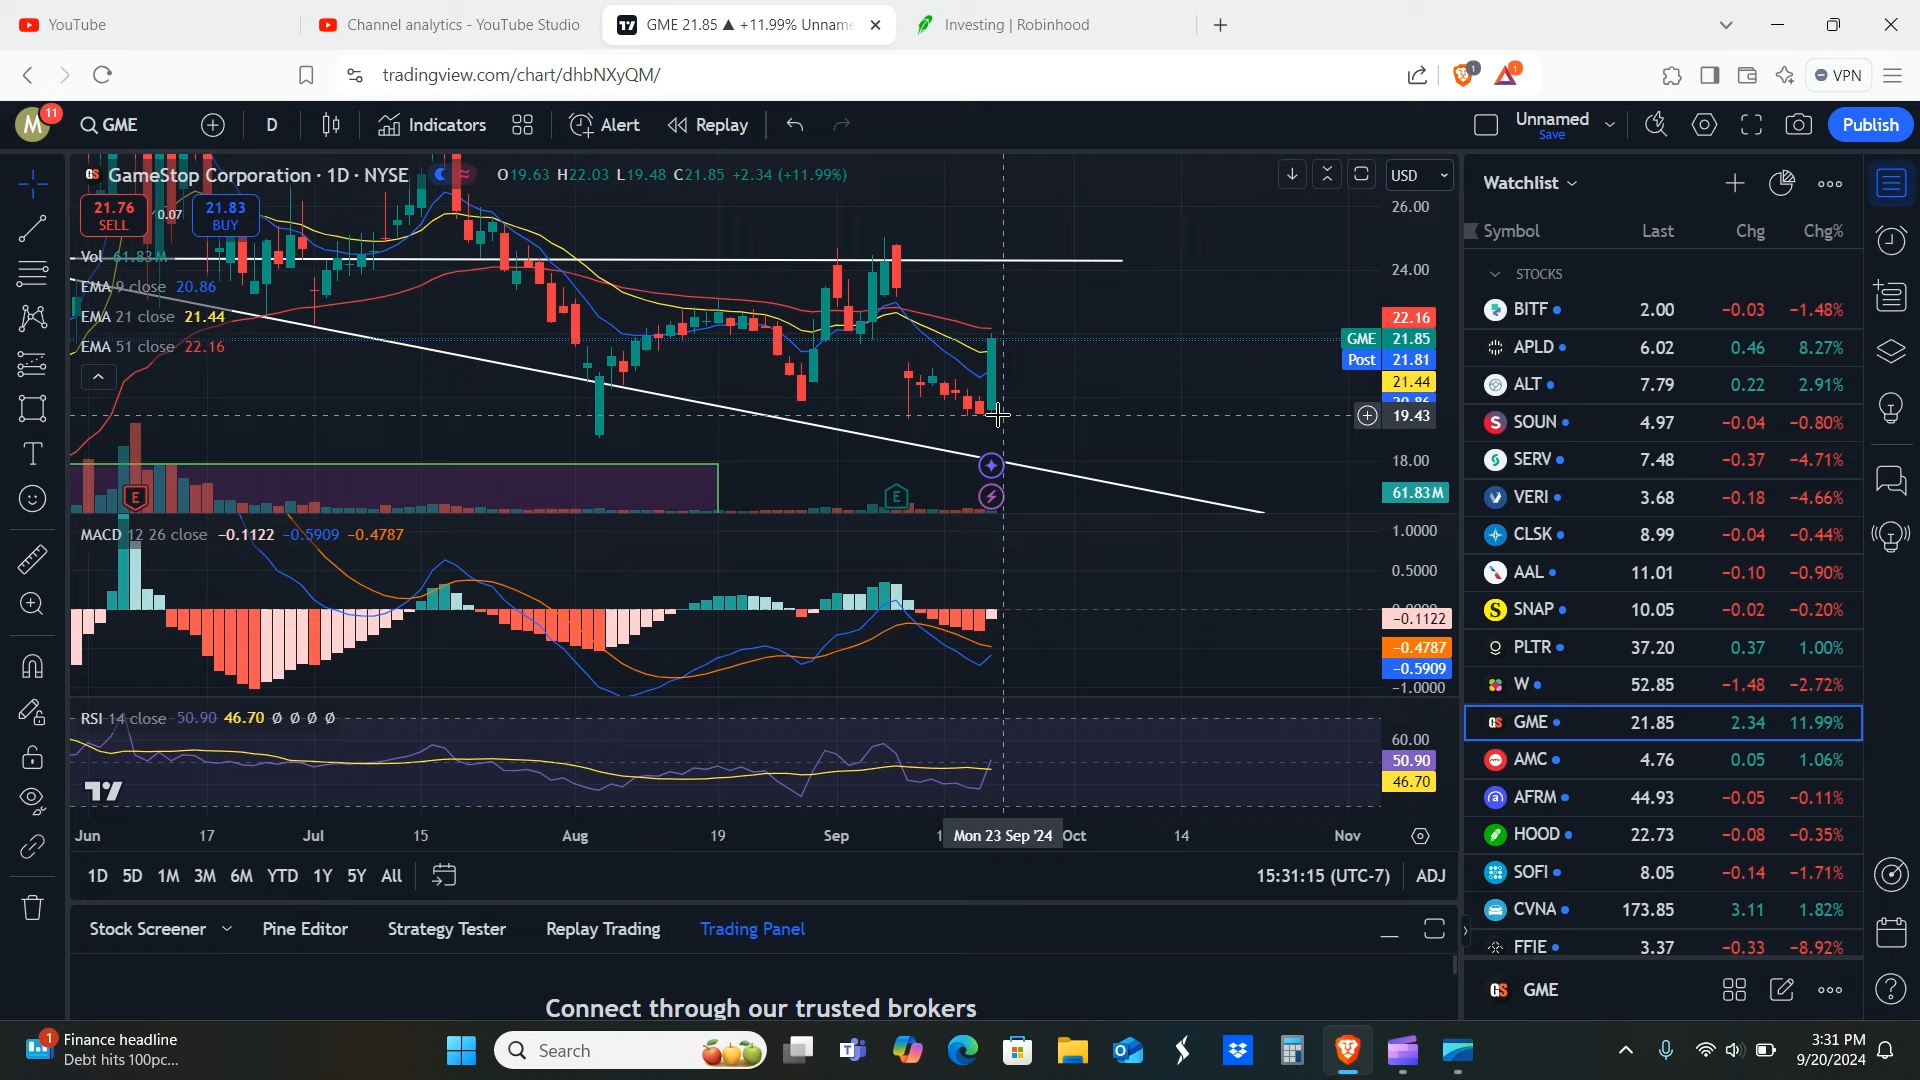 YouTube
Channel analytics - YouTube Studio
GME 21.85 ▲ +11.99% Unname
Investing | Robinhood
tradingview.com/chart/dhbNXyQM/
1
1
VPN
M
11
GME
D
Indicators
Alert
Replay
Unnamed
Save
Publish
GS GameStop Corporation · 1D · NYSE
O19.63 H22.03 L19.48 C21.85 +2.34 (+11.99%)
USD
21.76
SELL
0.07
21.83
BUY
Vol 61.83M
EMA 9 close 20.86
EMA 21 close 21.44
EMA 51 close 22.16
26.00
24.00
22.16
GME 21.85
Post 21.81
21.44
20.86
19.43
18.00
61.83M
E
E
MACD 12 26 close -0.1122 -0.5909 -0.4787
1.0000
0.5000
0.0000
-0.1122
-0.4787
-0.5909
-1.0000
RSI 14 close 50.90 46.70 Ø Ø Ø Ø
60.00
50.90
46.70
Jun
17
Jul
15
Aug
19
Sep
1
Mon 23 Sep '24
Oct
14
Nov
1D 5D 1M 3M 6M YTD 1Y 5Y All
15:31:15 (UTC-7)
ADJ
Stock Screener
Pine Editor
Strategy Tester
Replay Trading
Trading Panel
Connect through our trusted brokers
Watchlist
Symbol Last Chg Chg%
STOCKS
BITF 2.00 -0.03 -1.48%
APLD 6.02 0.46 8.27%
ALT 7.79 0.22 2.91%
SOUN 4.97 -0.04 -0.80%
SERV 7.48 -0.37 -4.71%
VERI 3.68 -0.18 -4.66%
CLSK 8.99 -0.04 -0.44%
AAL 11.01 -0.10 -0.90%
SNAP 10.05 -0.02 -0.20%
PLTR 37.20 0.37 1.00%
W 52.85 -1.48 -2.72%
GS GME 21.85 2.34 11.99%
AMC 4.76 0.05 1.06%
AFRM 44.93 -0.05 -0.11%
HOOD 22.73 -0.08 -0.35%
SOFI 8.05 -0.14 -1.71%
CVNA 173.85 3.11 1.82%
FFIE 3.37 -0.33 -8.92%
GS GME
1
Finance headline
Debt hits 100pc...
Search
3:31 PM
9/20/2024